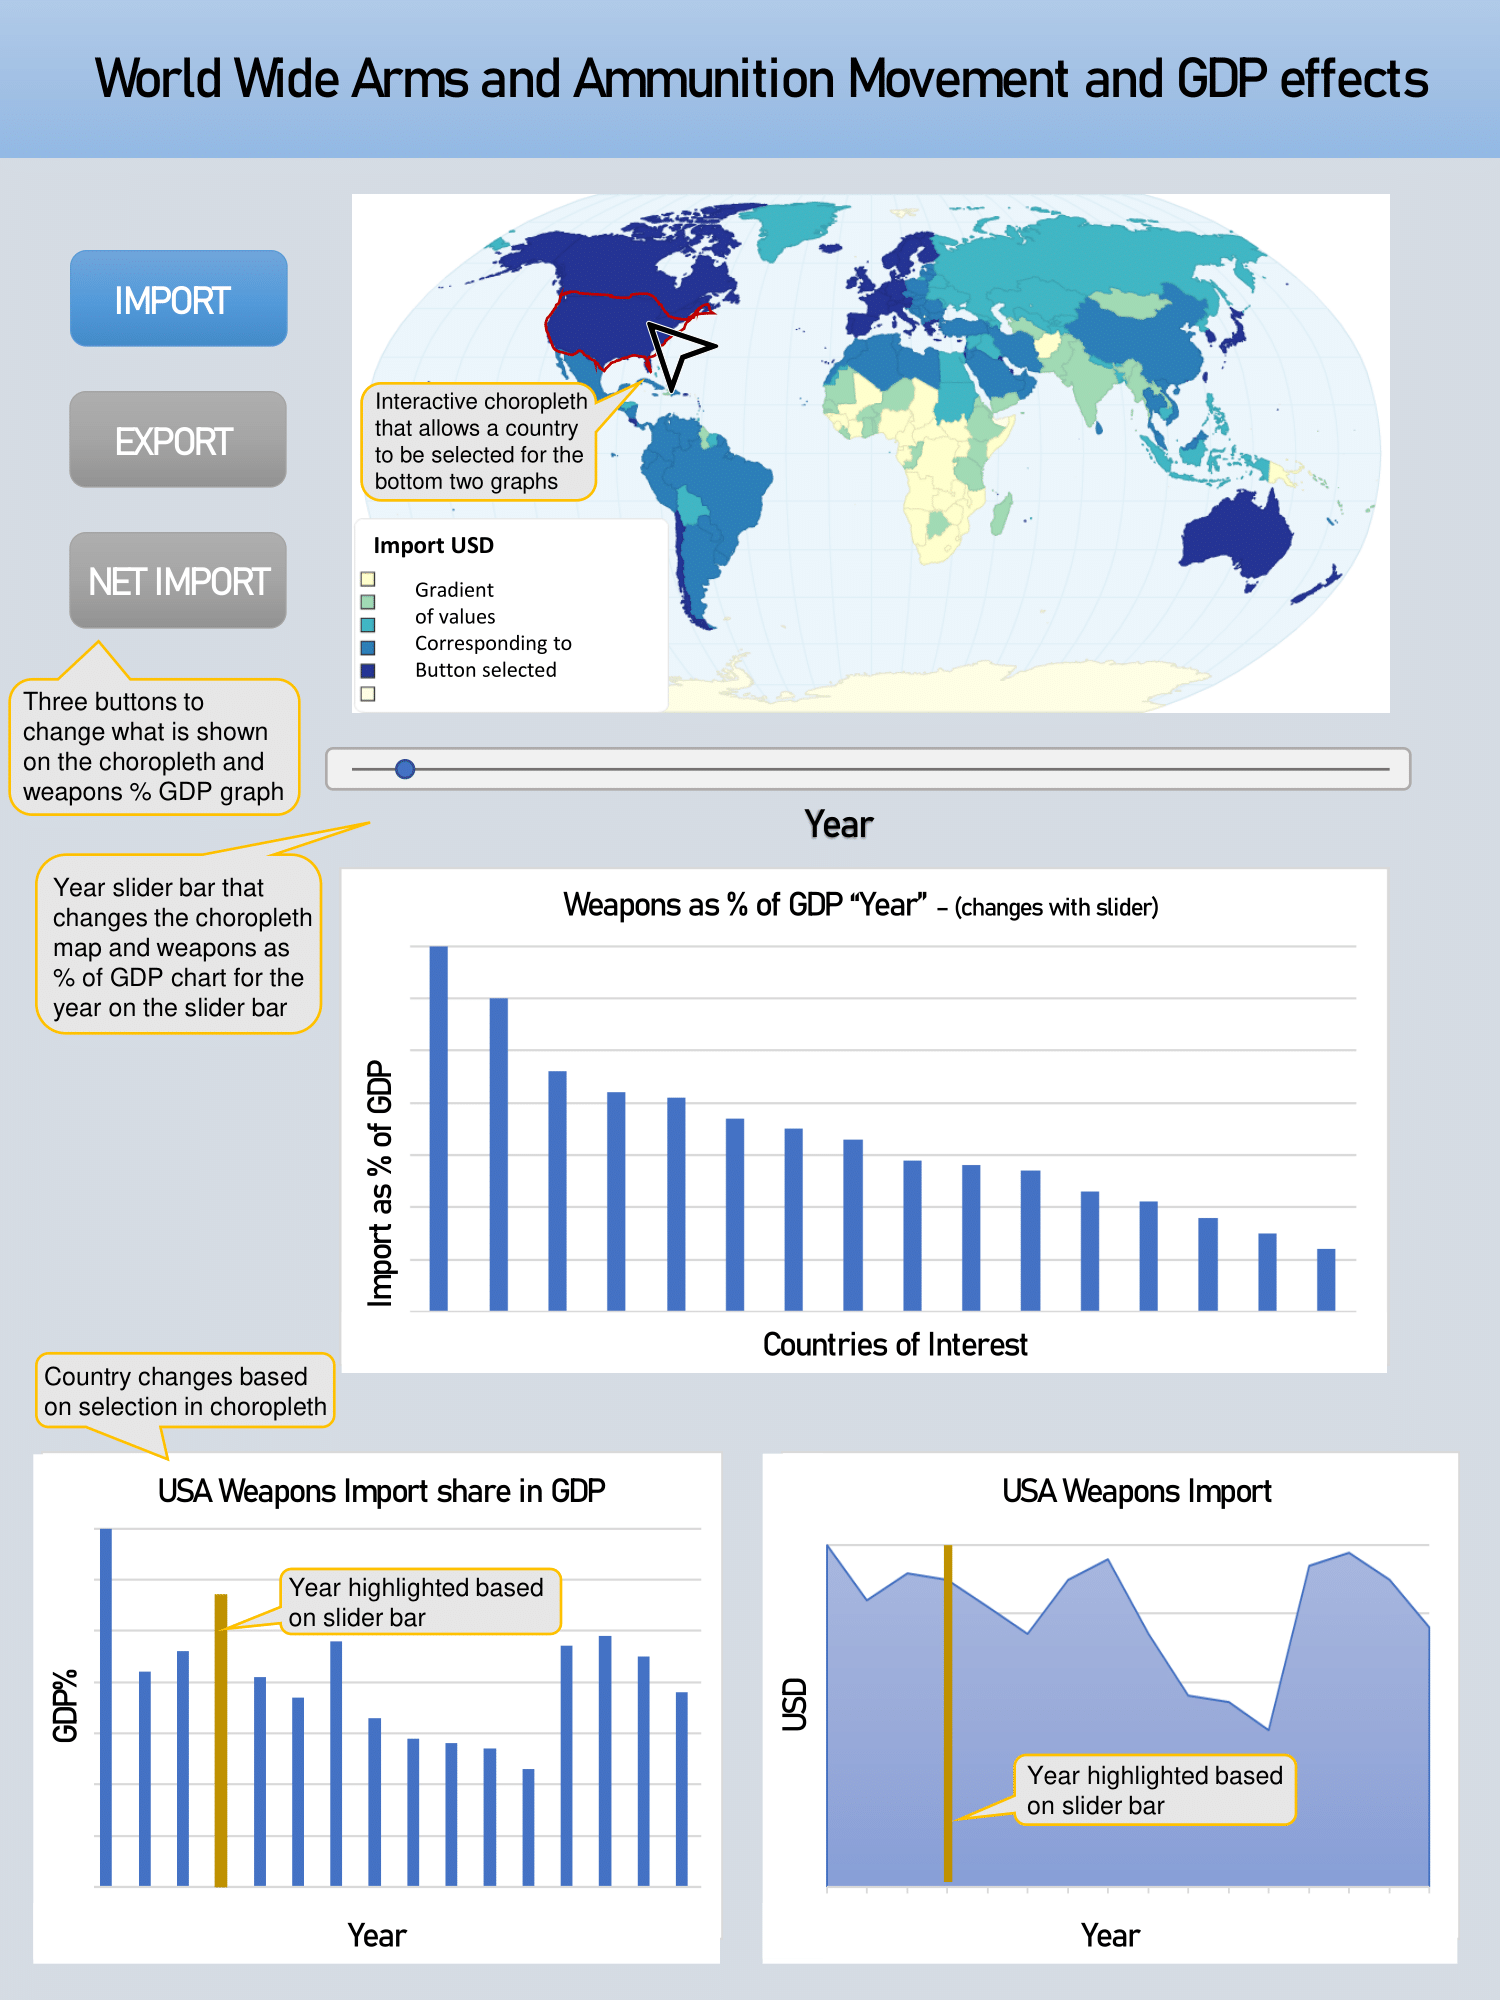 World Wide Arms and Ammunition Movement and GDP effects
IMPORT
EXPORT
NET IMPORT
Three buttons to
change what is shown
on the choropleth and
weapons % GDP graph
Interactive choropleth
that allows a country
to be selected for the
bottom two graphs
Import USD
Gradient
of values
Corresponding to
Button selected
Year
Year slider bar that
changes the choropleth
map and weapons as
% of GDP chart for the
year on the slider bar
Weapons as % of GDP “Year” – (changes with slider)
Import as % of GDP
Countries of Interest
Country changes based
on selection in choropleth
USA Weapons Import share in GDP
Year highlighted based
on slider bar
GDP%
Year
USA Weapons Import
USD
Year highlighted based
on slider bar
Year